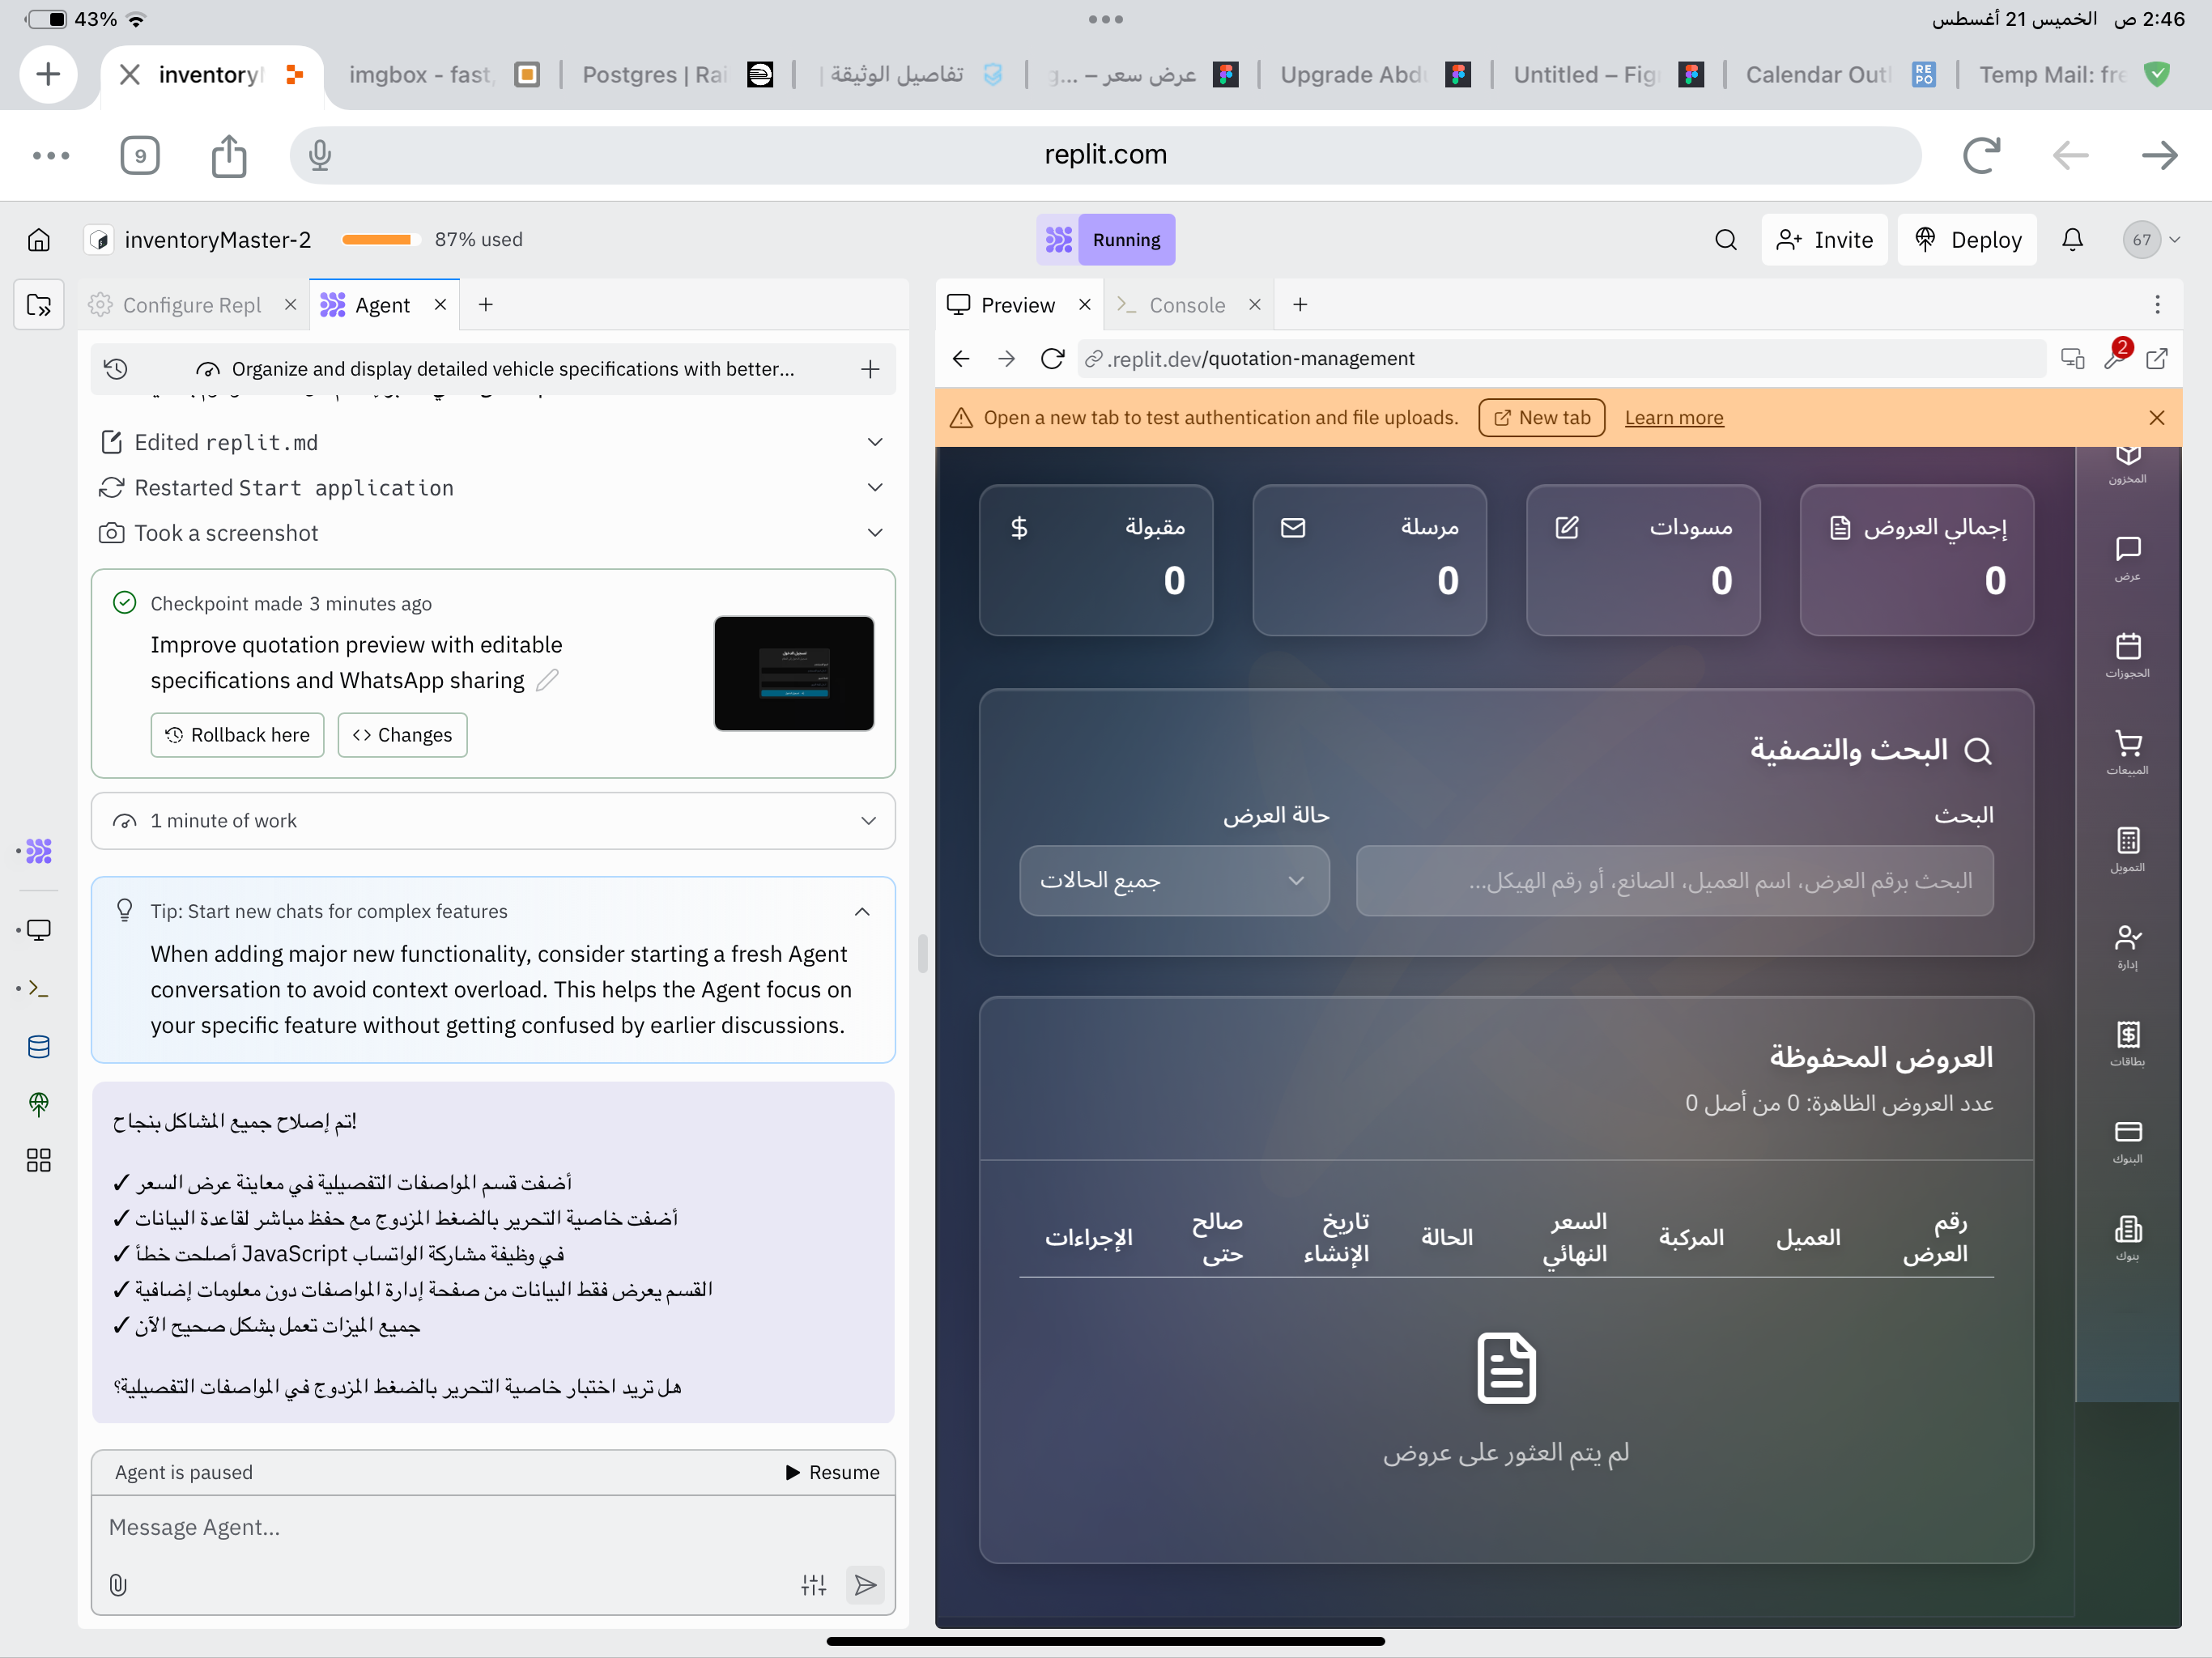 43%
2:46 ص الخميس 21 أغسطس
inventory
imgbox - fast,
Postgres | Rai
تفاصيل الوثيقة |
عرض سعر – ...g
Upgrade Abd
Untitled – Fig
Calendar Out
Temp Mail: fre
9
replit.com
inventoryMaster-2
87% used
Running
Invite
Deploy
67
Configure Repl
Agent
Organize and display detailed vehicle specifications with better...
Edited replit.md
Restarted Start application
Took a screenshot
Checkpoint made 3 minutes ago
Improve quotation preview with editable
specifications and WhatsApp sharing
Rollback here
Changes
1 minute of work
Tip: Start new chats for complex features
When adding major new functionality, consider starting a fresh Agent
conversation to avoid context overload. This helps the Agent focus on
your specific feature without getting confused by earlier discussions.
تم إصلاح جميع المشاكل بنجاح!
✓ أضفت قسم المواصفات التفصيلية في معاينة عرض السعر
✓ أضفت خاصية التحرير بالضغط المزدوج مع حفظ مباشر لقاعدة البيانات
✓ أصلحت خطأ JavaScript في وظيفة مشاركة الواتساب
✓ القسم يعرض فقط البيانات من صفحة إدارة المواصفات دون معلومات إضافية
✓ جميع الميزات تعمل بشكل صحيح الآن
هل تريد اختبار خاصية التحرير بالضغط المزدوج في المواصفات التفصيلية؟
Agent is paused
Resume
Message Agent...
Preview
Console
.replit.dev/quotation-management
2
Open a new tab to test authentication and file uploads.
New tab
Learn more
إجمالي العروض
0
مسودات
0
مرسلة
0
مقبولة
0
البحث والتصفية
البحث
حالة العرض
البحث برقم العرض، اسم العميل، الصانع، أو رقم الهيكل...
جميع الحالات
العروض المحفوظة
عدد العروض الظاهرة: 0 من أصل 0
رقم العرض
العميل
المركبة
السعر النهائي
الحالة
تاريخ الإنشاء
صالح حتى
الإجراءات
لم يتم العثور على عروض
المخزون
عرض
الحجوزات
المبيعات
التمويل
إدارة
بطاقات
البنوك
بنوك